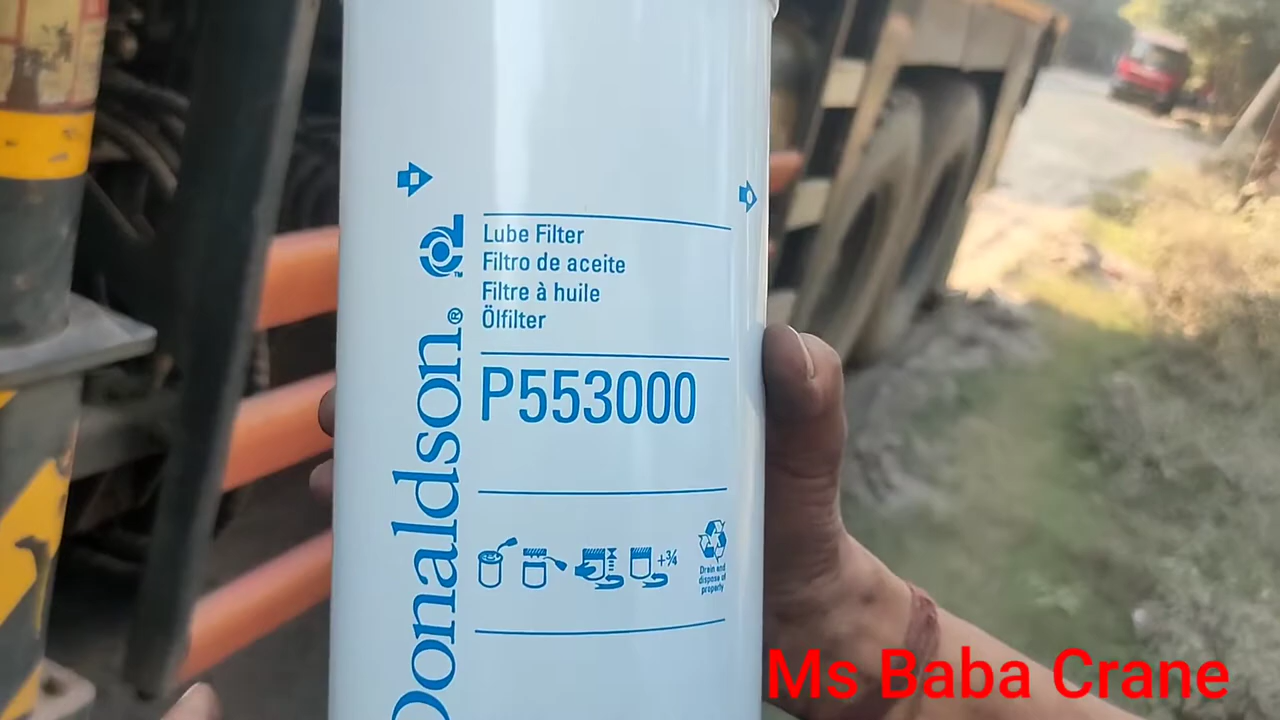 Donaldson®
™
Lube Filter
Filtro de aceite
Filtre à huile
Ölfilter
P553000
+¾
Drain and
dispose of
properly
Ms Baba Crane